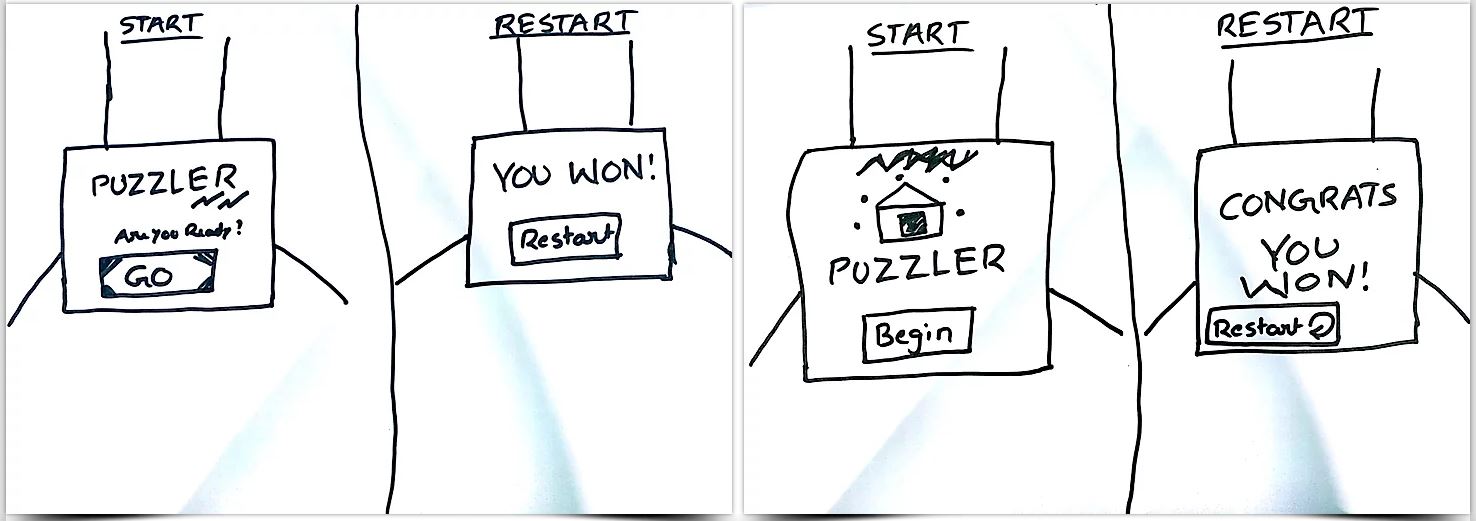 START
PUZZLER
Are you Ready?
GO
RESTART
YOU WON!
Restart
START
PUZZLER
Begin
RESTART
CONGRATS
YOU
WON!
Restart